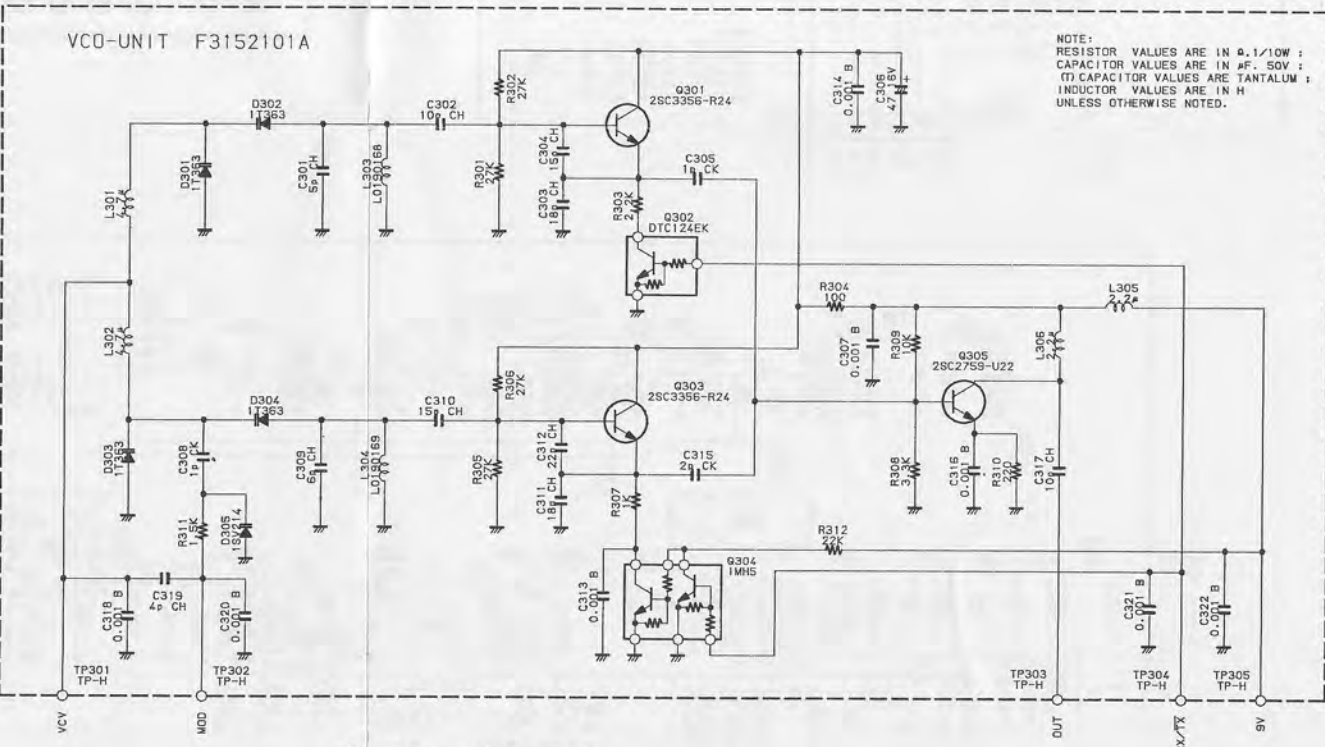 VCO-UNIT F3152101A
NOTE:
RESISTOR VALUES ARE IN Ω.1/10W ;
CAPACITOR VALUES ARE IN μF. 50V ;
(T) CAPACITOR VALUES ARE TANTALUM ;
INDUCTOR VALUES ARE IN H
UNLESS OTHERWISE NOTED.
R302
27K
Q301
2SC3356-R24
C314
0.001 B
C306
47 16V
+
D302
1T363
C302
10p CH
D301
1T363
C301
5p CH
L303
L0190168
R301
27K
C304
15p CH
C303
18p CH
C305
1p CK
R303
2.2K
L301
4.7μ
Q302
DTC124EK
R304
100
L305
2.2μ
L302
4.7μ
C307
0.001 B
R309
10K
L306
2.2μ
Q305
2SC2759-U22
R306
27K
Q303
2SC3356-R24
D304
1T363
C310
15p CH
D303
1T363
C308
1p CK
C309
6p CH
L304
L0190169
R305
27K
C312
22p CH
C311
18p CH
C315
2p CK
R307
1K
R308
3.3K
C316
0.001 B
R310
220
C317
10p CH
R311
1.5K
D305
1SV214
R312
22K
Q304
IMH5
C313
0.001 B
C319
4p CH
C318
0.001 B
C320
0.001 B
C321
0.001 B
C322
0.001 B
TP301
TP-H
TP302
TP-H
TP303
TP-H
TP304
TP-H
TP305
TP-H
VCV
MOD
OUT
X/TX
9V